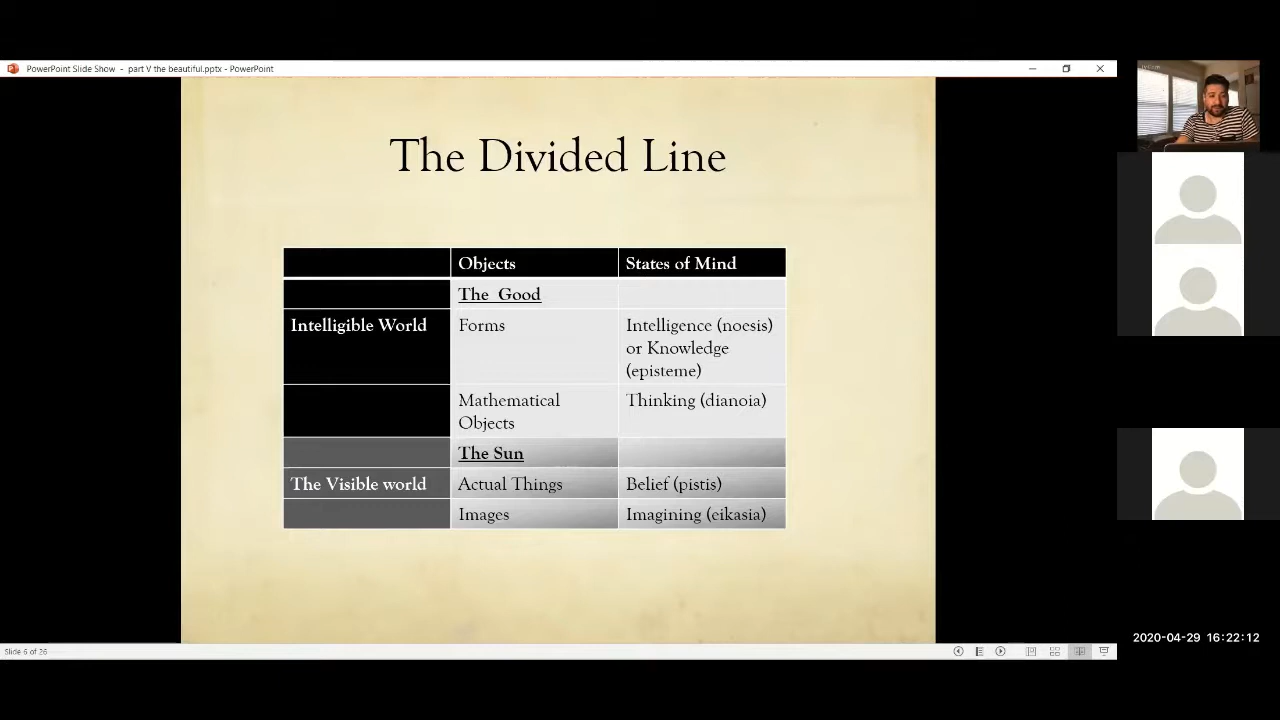 PowerPoint Slide Show - part V the beautiful.pptx - PowerPoint
The Divided Line
Objects States of Mind
The Good
Intelligible World Forms Intelligence (noesis)
or Knowledge
(episteme)
Mathematical Thinking (dianoia)
Objects
The Sun
The Visible world Actual Things Belief (pistis)
Images Imagining (eikasia)
2020-04-29 16:22:12
Slide 6 of 26